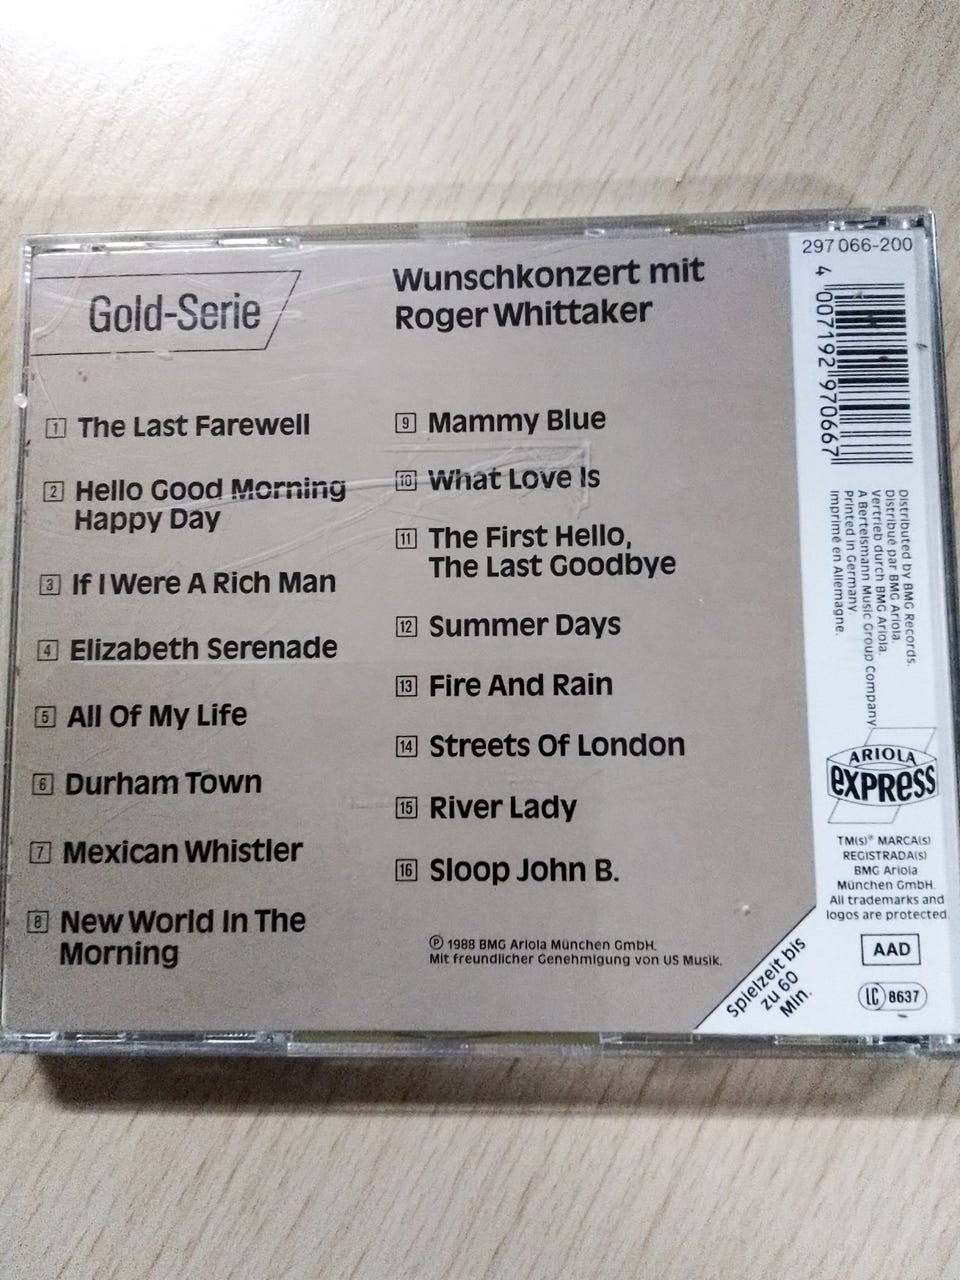 Gold-Serie
Wunschkonzert mit
Roger Whittaker
1 The Last Farewell
2 Hello Good Morning
Happy Day
3 If I Were A Rich Man
4 Elizabeth Serenade
5 All Of My Life
6 Durham Town
7 Mexican Whistler
8 New World In The
Morning
9 Mammy Blue
10 What Love Is
11 The First Hello,
The Last Goodbye
12 Summer Days
13 Fire And Rain
14 Streets Of London
15 River Lady
16 Sloop John B.
℗ 1988 BMG Ariola München GmbH.
Mit freundlicher Genehmigung von US Musik.
Spielzeit bis
zu 60
Min.
297 066-200
4 007192 970667
Distributed by BMG Records.
Distribué par BMG Ariola.
Vertrieb durch BMG Ariola.
A Bertelsmann Music Group Company
Printed in Germany.
Imprimé en Allemagne.
ARIOLA
EXPRESS
TM(s)® MARCA(s)
REGISTRADA(s)
BMG Ariola
München GmbH.
All trademarks and
logos are protected
AAD
LC 8637